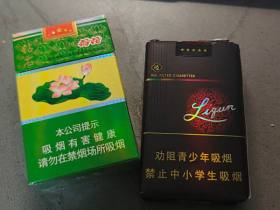 钻石
荷花
本公司提示
吸烟有害健康
请勿在禁烟场所吸烟
FILTER CIGARETTES
Liqun
劝阻青少年吸烟
禁止中小学生吸烟